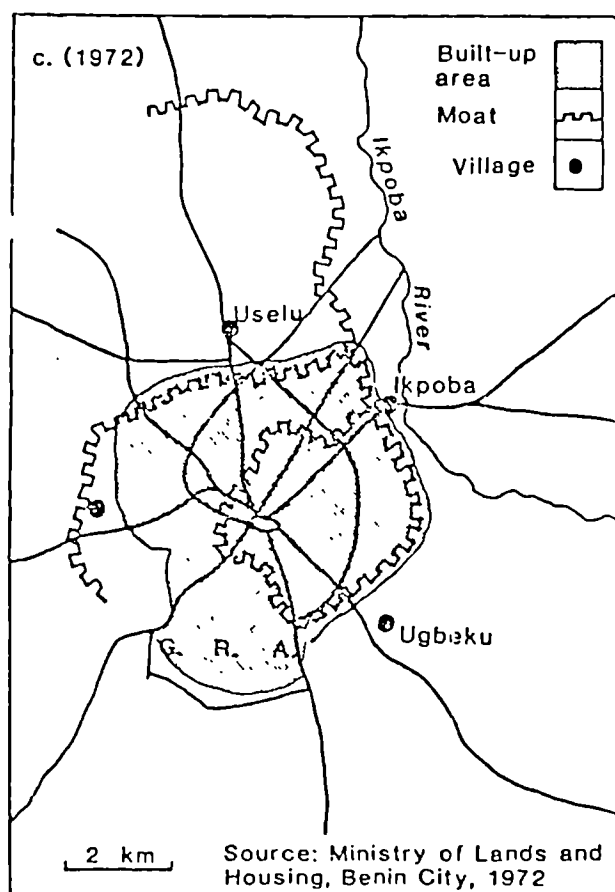 c. (1972)
Built-up
area
Moat
Village
Ikpoba
River
Uselu
Ikpoba
Ugbeku
G. R. A.
2 km
Source: Ministry of Lands and
Housing, Benin City, 1972